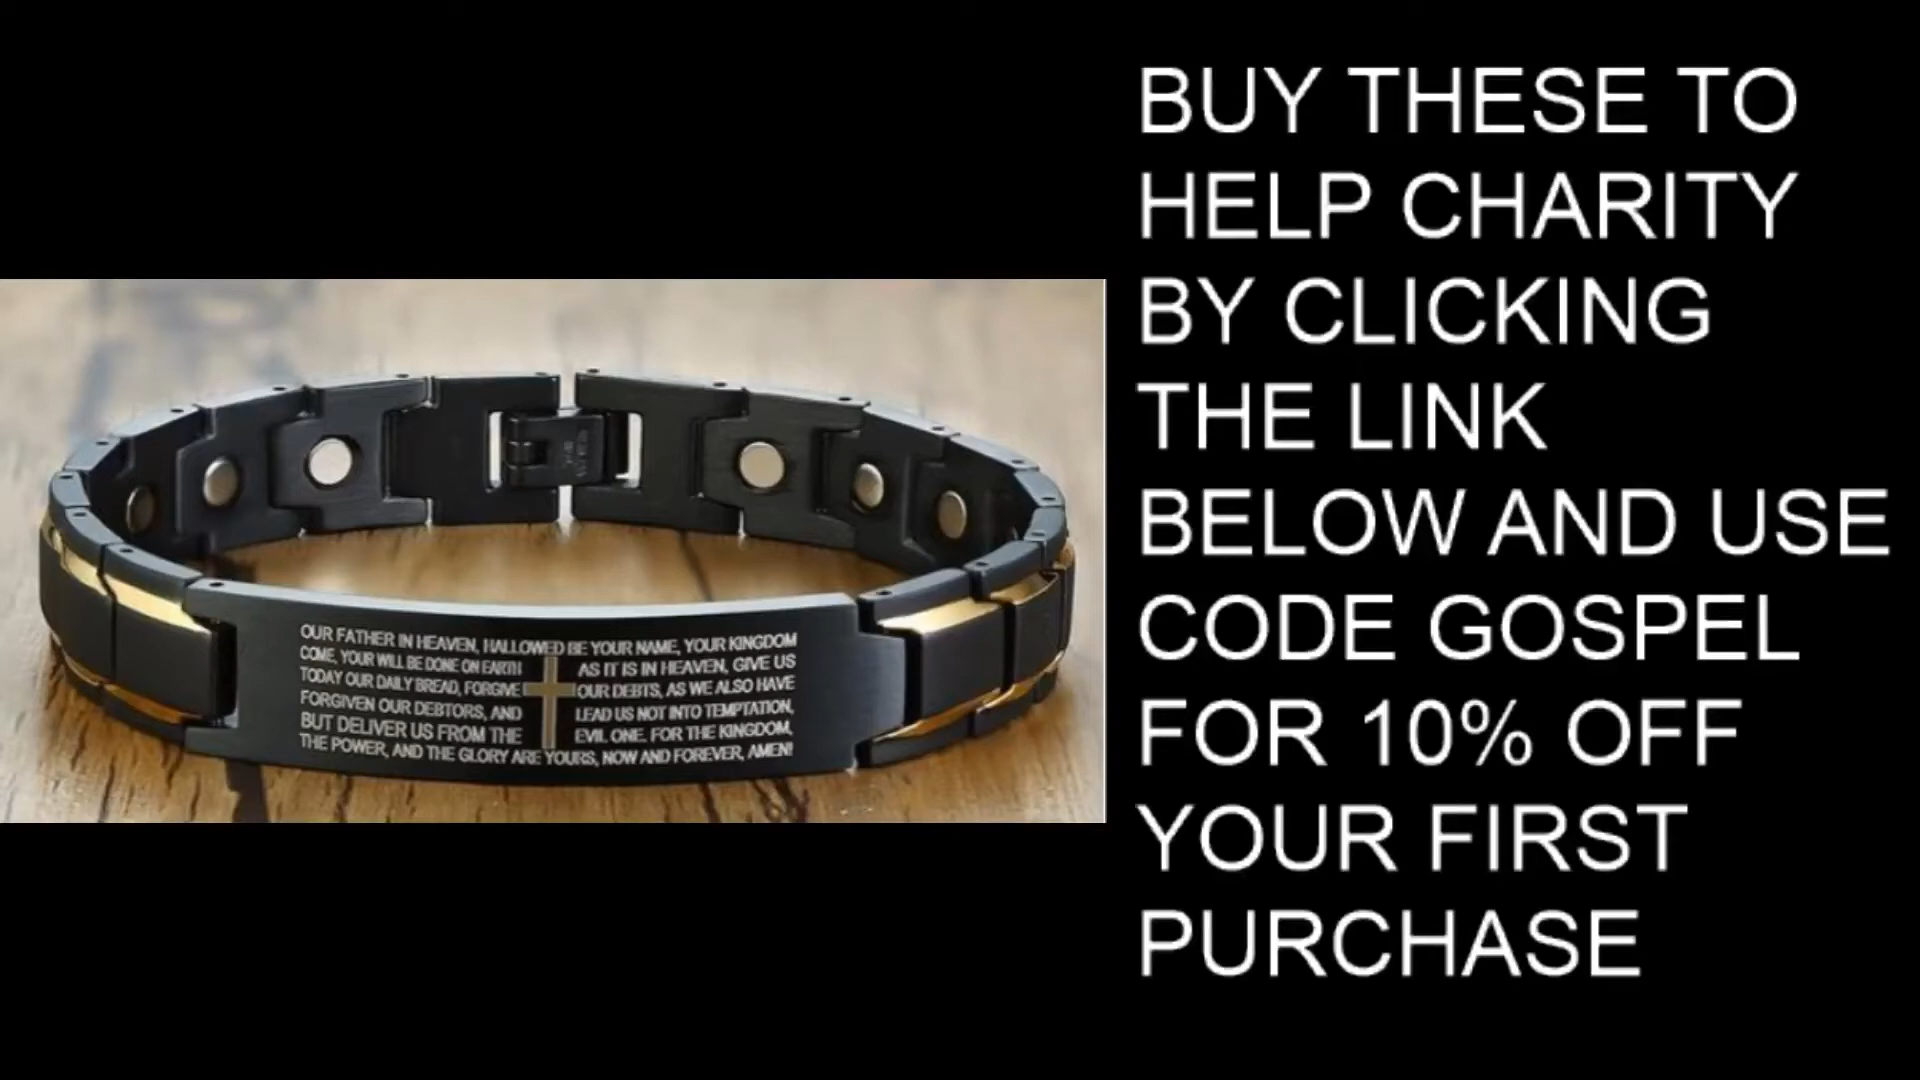 BUY THESE TO
HELP CHARITY
BY CLICKING
THE LINK
BELOW AND USE
CODE GOSPEL
FOR 10% OFF
YOUR FIRST
PURCHASE
OUR FATHER IN HEAVEN, HALLOWED BE YOUR NAME, YOUR KINGDOM
COME, YOUR WILL BE DONE ON EARTH AS IT IS IN HEAVEN, GIVE US
TODAY OUR DAILY BREAD, FORGIVE OUR DEBTS, AS WE ALSO HAVE
FORGIVEN OUR DEBTORS, AND LEAD US NOT INTO TEMPTATION,
BUT DELIVER US FROM THE EVIL ONE. FOR THE KINGDOM,
THE POWER, AND THE GLORY ARE YOURS, NOW AND FOREVER, AMEN!